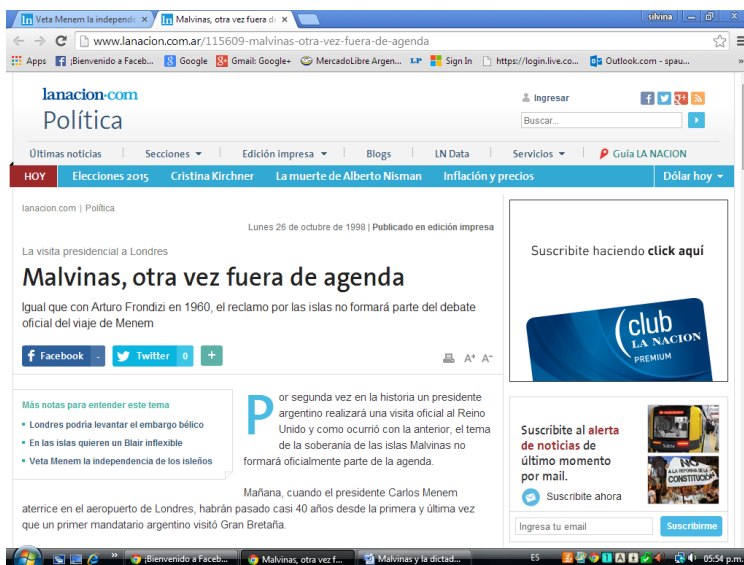 Veta Menem la independe
Malvinas, otra vez fuera de
silvina
www.lanacion.com.ar/115609-malvinas-otra-vez-fuera-de-agenda
Apps
¡Bienvenido a Faceb...
Google
Gmail: Google+
MercadoLibre Argen...
LP
Sign In
https://login.live.co...
Outlook.com - spau...
»
lanacion.com
Política
Ingresar
Buscar...
Últimas noticias
Secciones
Edición impresa
Blogs
LN Data
Servicios
Guía LA NACION
HOY
Elecciones 2015
Cristina Kirchner
La muerte de Alberto Nisman
Inflación y precios
Dólar hoy
lanacion.com | Política
Lunes 26 de octubre de 1998 | Publicado en edición impresa
La visita presidencial a Londres
Malvinas, otra vez fuera de agenda
Igual que con Arturo Frondizi en 1960, el reclamo por las islas no formará parte del debate
oficial del viaje de Menem
Facebook -
Twitter 0
+
A+ A-
Más notas para entender este tema
Londres podría levantar el embargo bélico
En las islas quieren un Blair inflexible
Veta Menem la independencia de los isleños
Por segunda vez en la historia un presidente
argentino realizará una visita oficial al Reino
Unido y como ocurrió con la anterior, el tema
de la soberanía de las islas Malvinas no
formará oficialmente parte de la agenda.
Mañana, cuando el presidente Carlos Menem
aterrice en el aeropuerto de Londres, habrán pasado casi 40 años desde la primera y última vez
que un primer mandatario argentino visitó Gran Bretaña.
Suscribite haciendo click aquí
club
LA NACION
PREMIUM
Suscribite al alerta
de noticias de
último momento
por mail.
Suscribite ahora
NO
A LA REFORMA DE LA
CONSTITUCIÓN
Ingresa tu email
Suscribirme
¡Bienvenido a Faceb...
Malvinas, otra vez f...
Malvinas y la dictad...
ES
05:54 p.m.